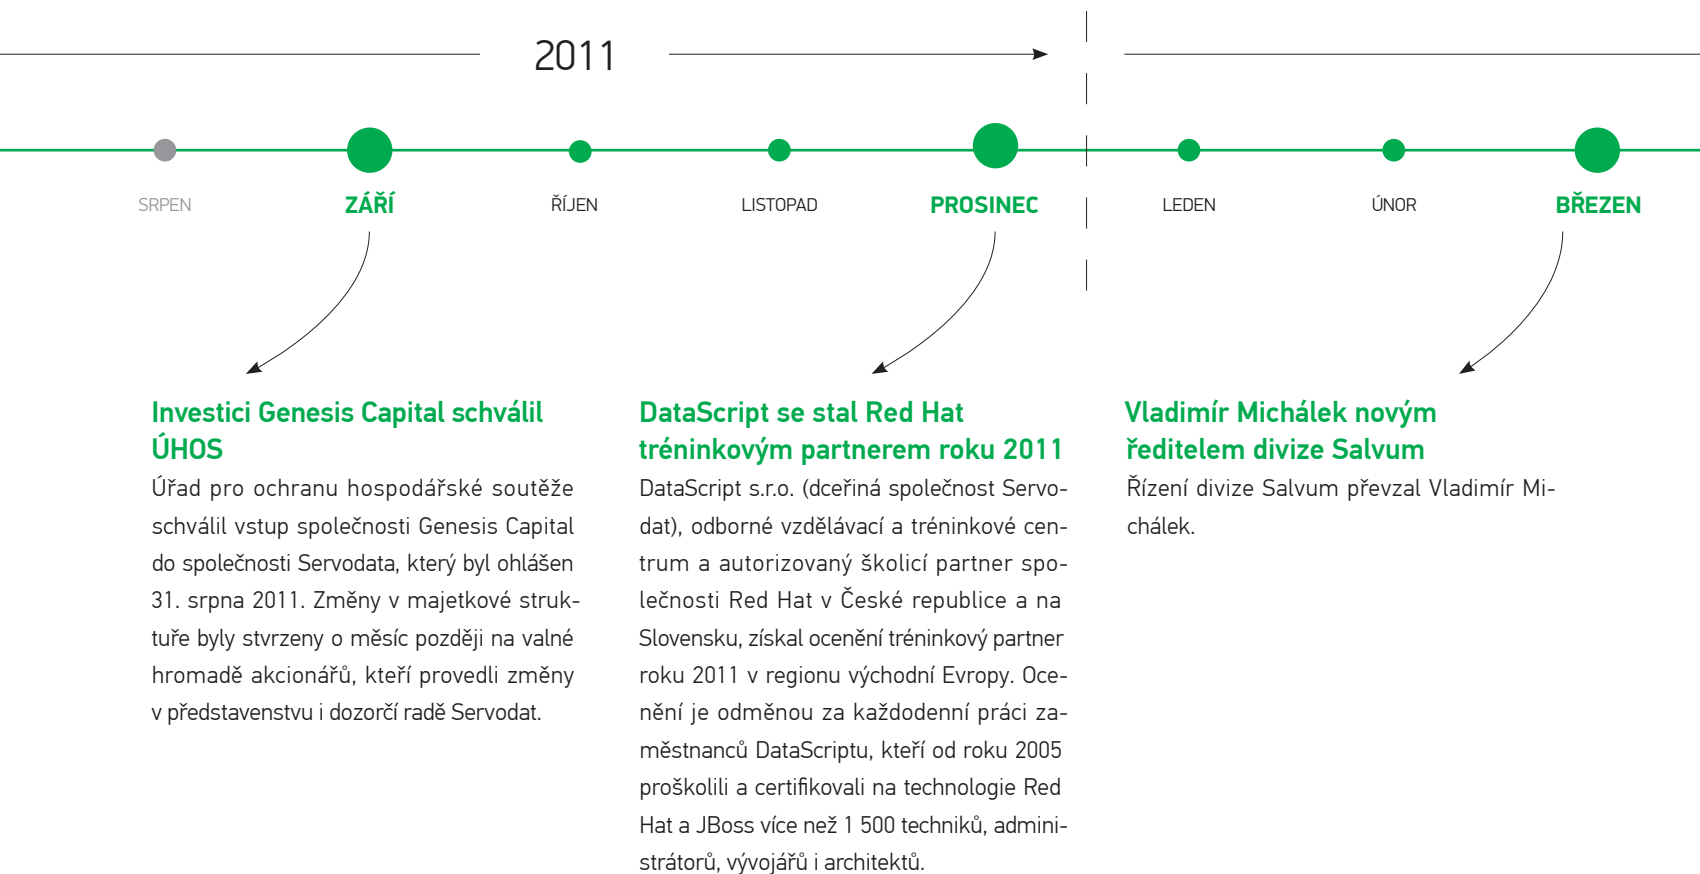 2011
SRPEN
ZÁŘÍ
ŘÍJEN
LISTOPAD
PROSINEC
LEDEN
ÚNOR
BŘEZEN
Investici Genesis Capital schválil
ÚHOS
Úřad pro ochranu hospodářské soutěže
schválil vstup společnosti Genesis Capital
do společnosti Servodata, který byl ohlášen
31. srpna 2011. Změny v majetkové struk-
tuře byly stvrzeny o měsíc později na valné
hromadě akcionářů, kteří provedli změny
v představenstvu i dozorčí radě Servodat.
DataScript se stal Red Hat
tréninkovým partnerem roku 2011
DataScript s.r.o. (dceřiná společnost Servo-
dat), odborné vzdělávací a tréninkové cen-
trum a autorizovaný školicí partner spo-
lečnosti Red Hat v České republice a na
Slovensku, získal ocenění tréninkový partner
roku 2011 v regionu východní Evropy. Oce-
nění je odměnou za každodenní práci za-
městnanců DataScriptu, kteří od roku 2005
proškolili a certifikovali na technologie Red
Hat a JBoss více než 1 500 techniků, admini-
strátorů, vývojářů i architektů.
Vladimír Michálek novým
ředitelem divize Salvum
Řízení divize Salvum převzal Vladimír Mi-
chálek.